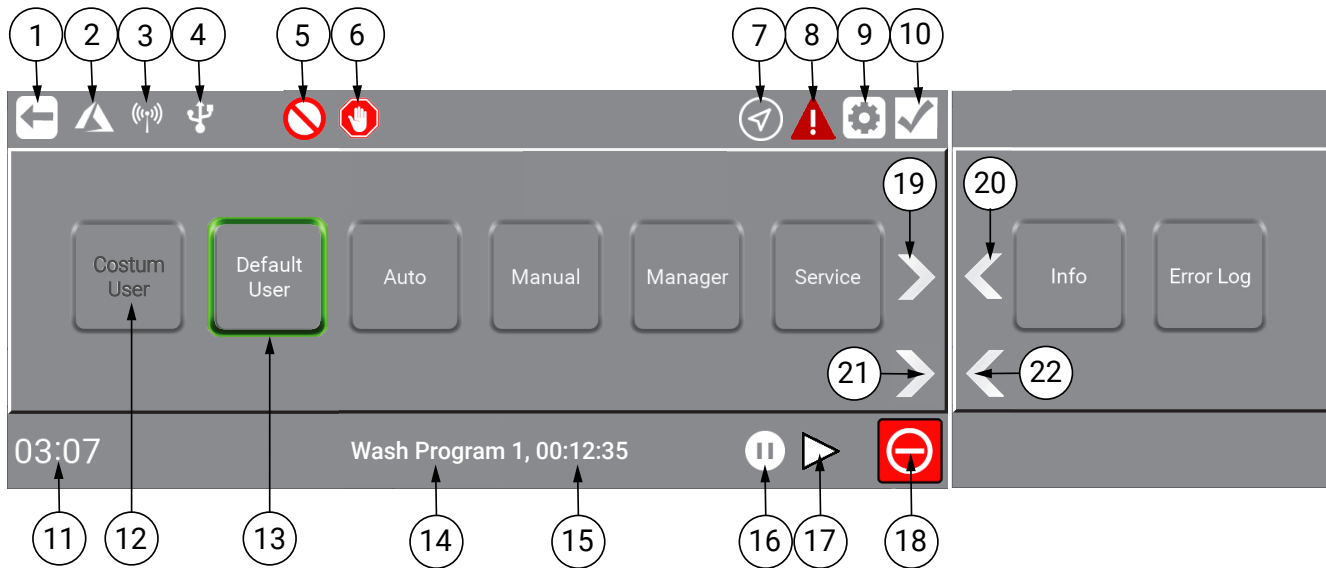 1 2 3 4 5 6 7 8 9 10
19 20
Costum
User
Default
User
Auto
Manual
Manager
Service
Info
Error Log
21 22
03:07
Wash Program 1, 00:12:35
11 12 13 14 15 16 17 18